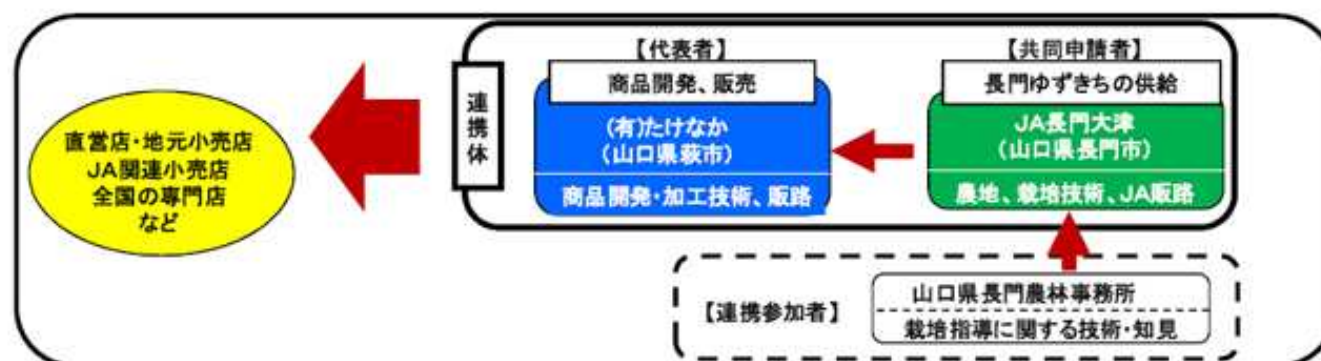 【代表者】
【共同申請者】
連携体
商品開発、販売
(有)たけなか
(山口県萩市)
商品開発・加工技術、販路
長門ゆずきちの供給
JA長門大津
(山口県長門市)
農地、栽培技術、JA販路
直営店・地元小売店
JA関連小売店
全国の専門店
など
【連携参加者】
山口県長門農林事務所
栽培指導に関する技術・知見